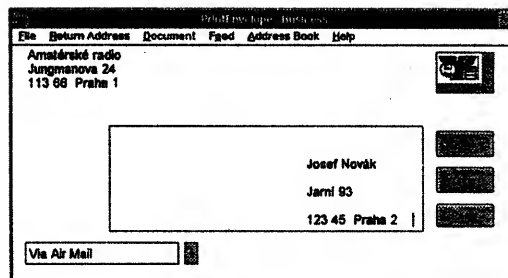 PrintEnvelope - Business
File Return Address Document Feed Address Book Help
Amatérské radio
Jungmanova 24
113 66 Praha 1
Josef Novák
Jarní 93
123 45 Praha 2
Via Air Mail